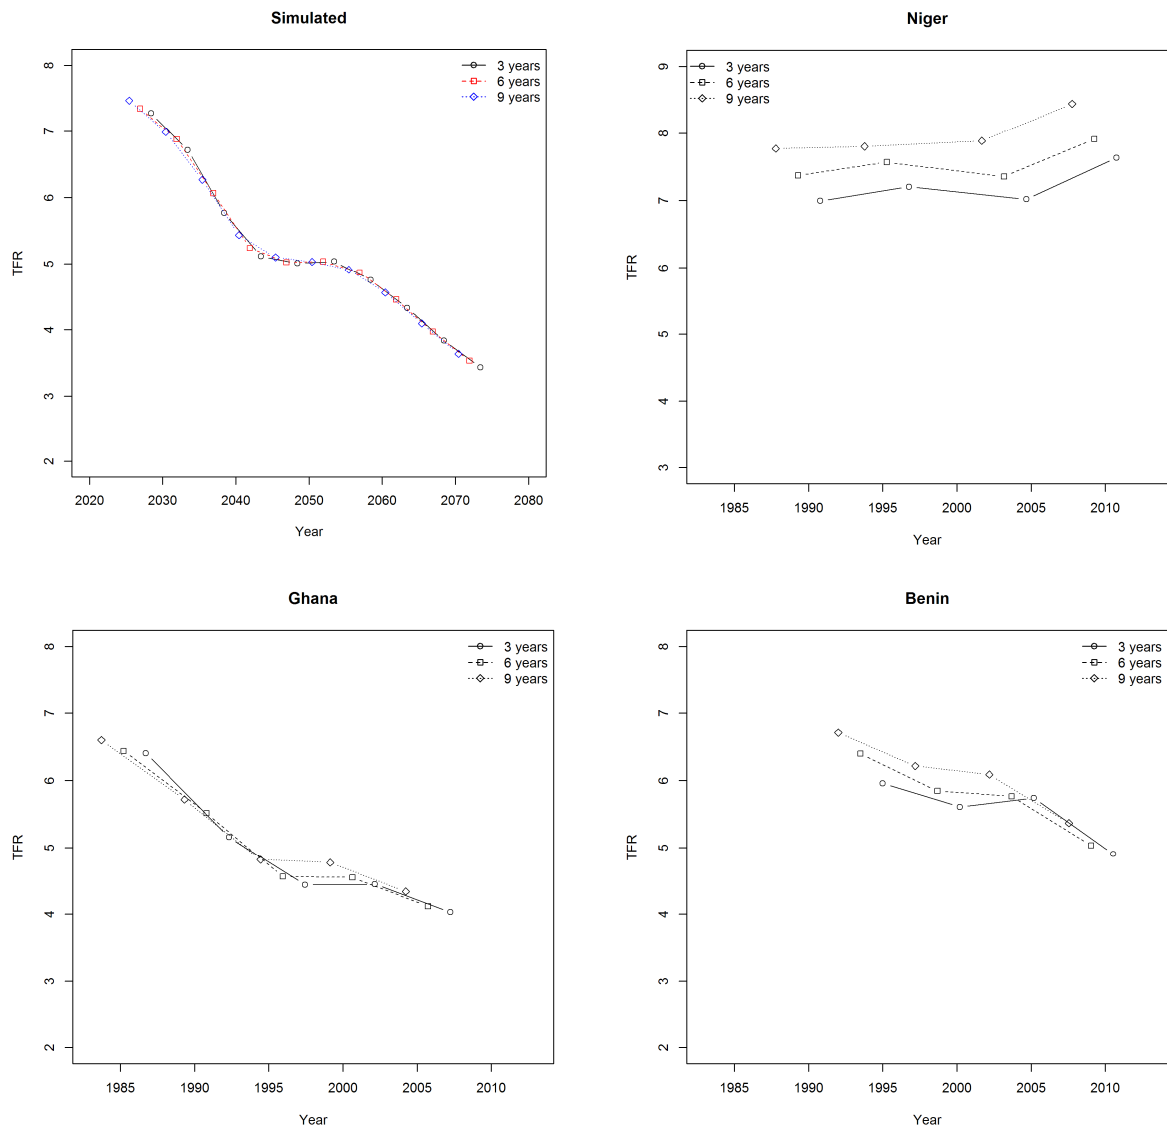 Simulated
8
7
6
5
4
3
2
TFR
3 years
6 years
9 years
2020 2030 2040 2050 2060 2070 2080
Year
Niger
9
8
7
6
5
4
3
TFR
3 years
6 years
9 years
1985 1990 1995 2000 2005 2010
Year
Ghana
8
7
6
5
4
3
2
TFR
3 years
6 years
9 years
1985 1990 1995 2000 2005 2010
Year
Benin
8
7
6
5
4
3
2
TFR
3 years
6 years
9 years
1985 1990 1995 2000 2005 2010
Year